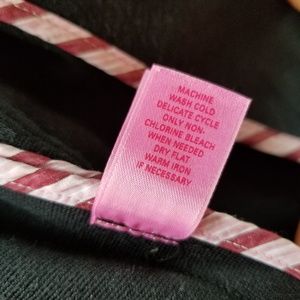 MACHINE
WASH COLD
DELICATE CYCLE
ONLY NON-
CHLORINE BLEACH
WHEN NEEDED
DRY FLAT
WARM IRON
IF NECESSARY